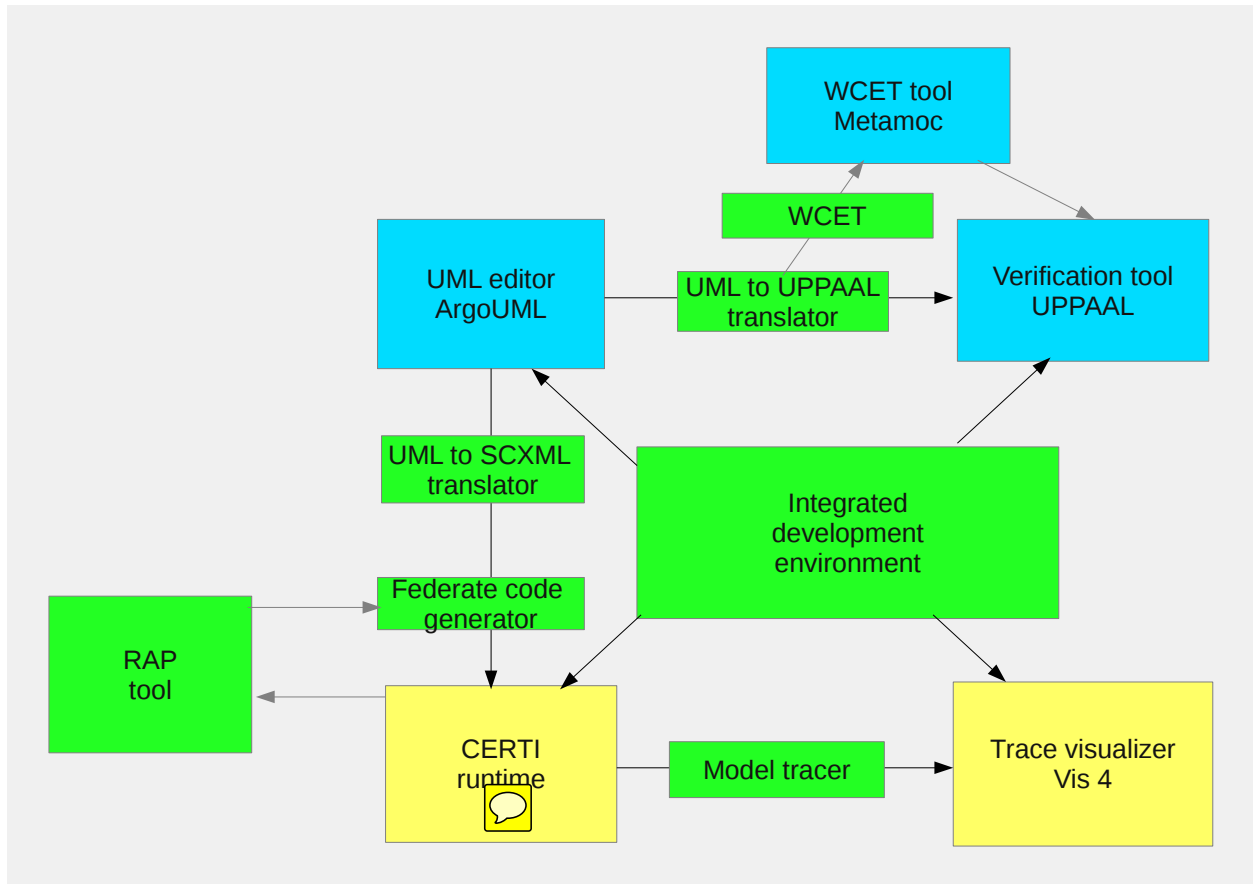 WCET tool
Metamoc
WCET
UML editor
ArgoUML
UML to UPPAAL
translator
Verification tool
UPPAAL
UML to SCXML
translator
Integrated
development
environment
Federate code
generator
RAP
tool
CERTI
runtime
Model tracer
Trace visualizer
Vis 4